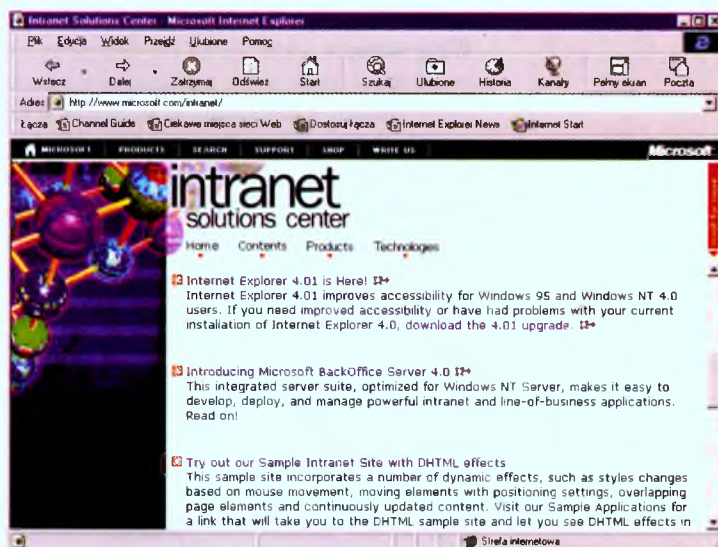 Intranet Solutions Center - Microsoft Internet Explorer
Plik Edycja Widok Przejdź Ulubione Pomoc
Wstecz Dalej Zatrzymaj Odśwież Start Szukaj Ulubione Historia Kanały Pełny ekran Poczta
Adres http://www.microsoft.com/intranet/
Łącza Channel Guide Ciekawe miejsca sieci Web Dostosuj łącza Internet Explorer News Internet Start
MICROSOFT PRODUCTS SEARCH SUPPORT SHOP WRITE US Microsoft
intranet
solutions center
Home Contents Products Technologies
Internet Explorer 4.01 is Here!
Internet Explorer 4.01 improves accessibility for Windows 95 and Windows NT 4.0
users. If you need improved accessibility or have had problems with your current
installation of Internet Explorer 4.0, download the 4.01 upgrade.
Introducing Microsoft BackOffice Server 4.0
This integrated server suite, optimized for Windows NT Server, makes it easy to
develop, deploy, and manage powerful intranet and line-of-business applications.
Read on!
Try out our Sample Intranet Site with DHTML effects
This sample site incorporates a number of dynamic effects, such as styles changes
based on mouse movement, moving elements with positioning settings, overlapping
page elements and continuously updated content. Visit our Sample Applications for
a link that will take you to the DHTML sample site and let you see DHTML effects in
Strefa internetowa